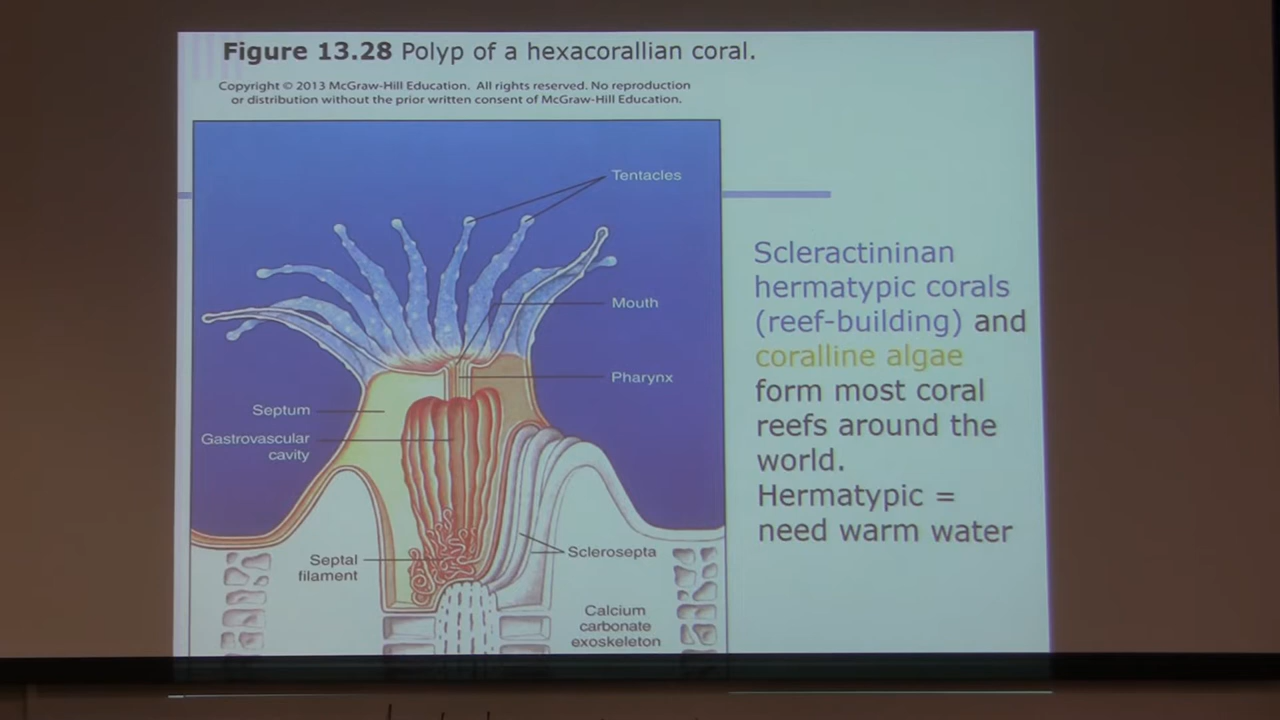 Figure 13.28 Polyp of a hexacorallian coral.
Copyright © 2013 McGraw-Hill Education. All rights reserved. No reproduction
or distribution without the prior written consent of McGraw-Hill Education.
Tentacles
Mouth
Pharynx
Septum
Gastrovascular
cavity
Septal
filament
Sclerosepta
Calcium
carbonate
exoskeleton
Scleractininan
hermatypic corals
(reef-building) and
coralline algae
form most coral
reefs around the
world.
Hermatypic =
need warm water